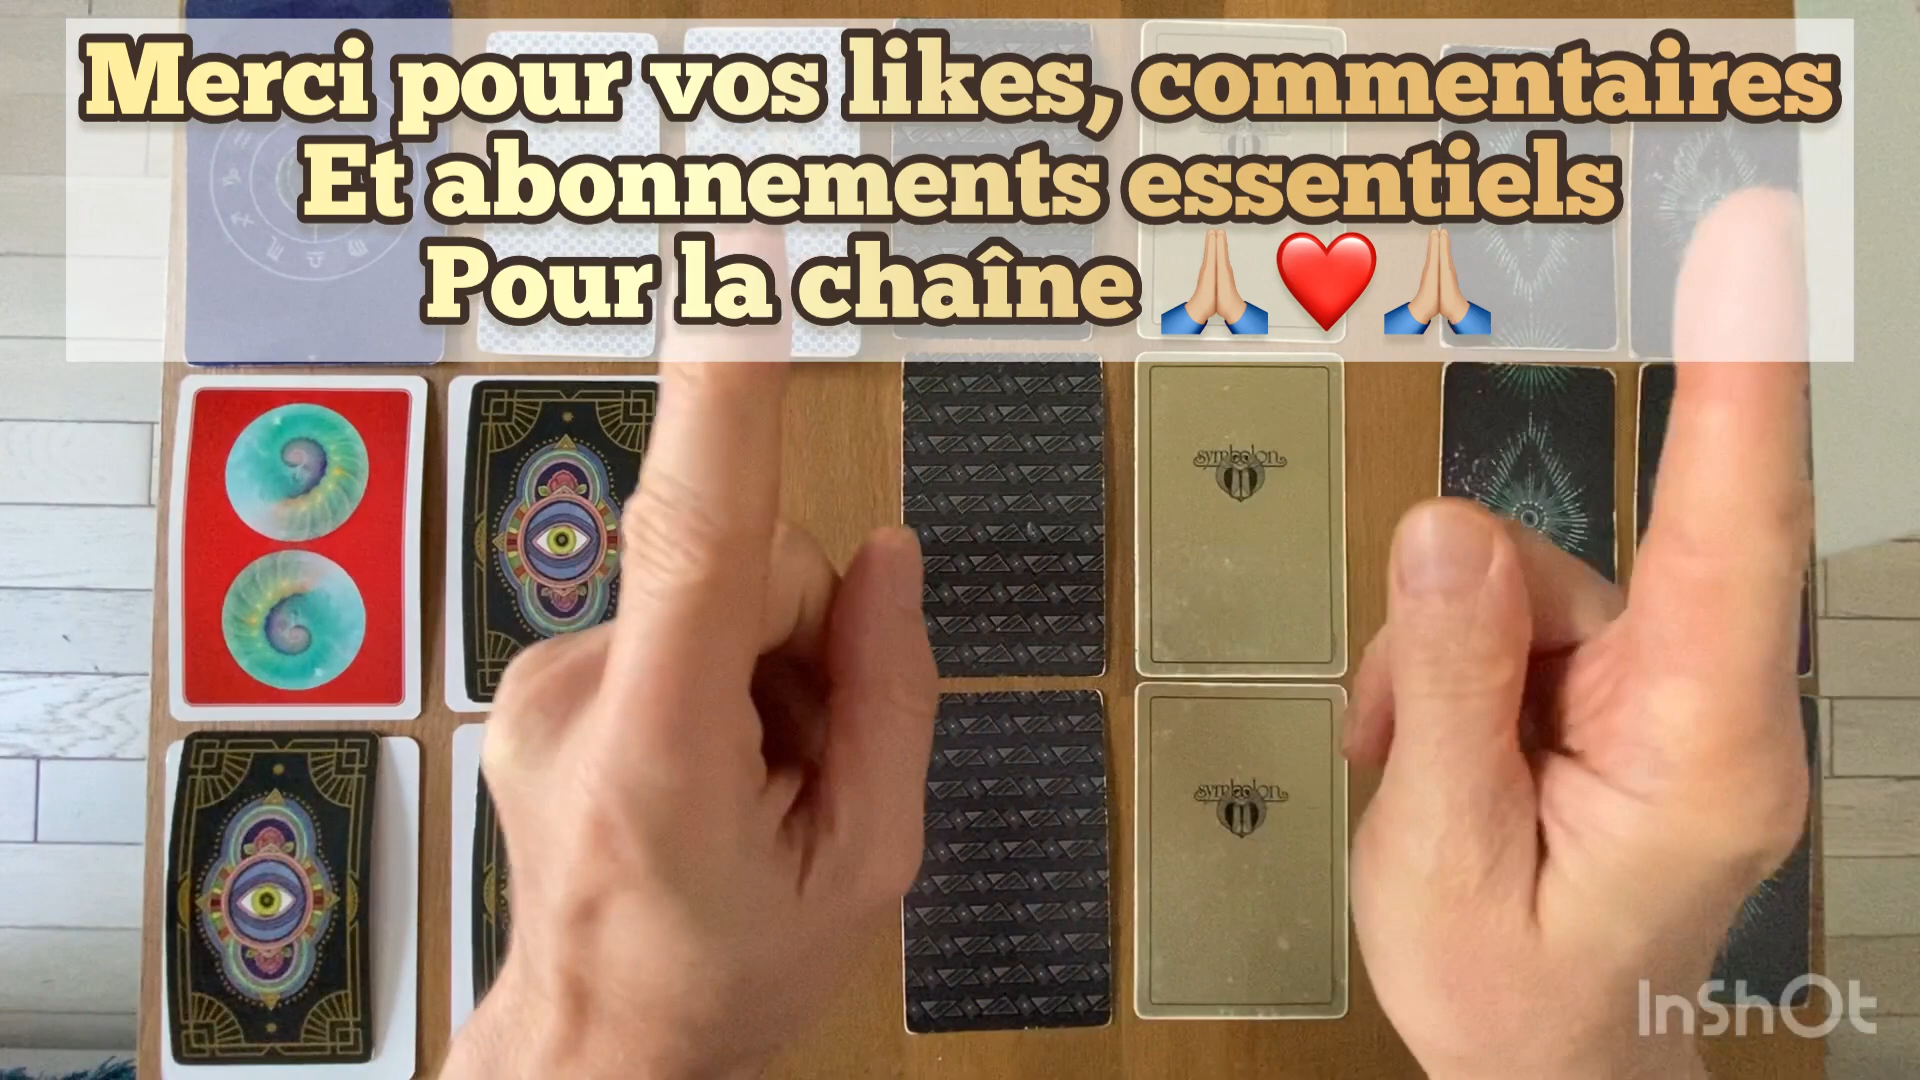 Merci pour vos likes, commentaires
Et abonnements essentiels
Pour la chaîne 🙏🏼❤️🙏🏼
symbolon
symbolon
InShOt